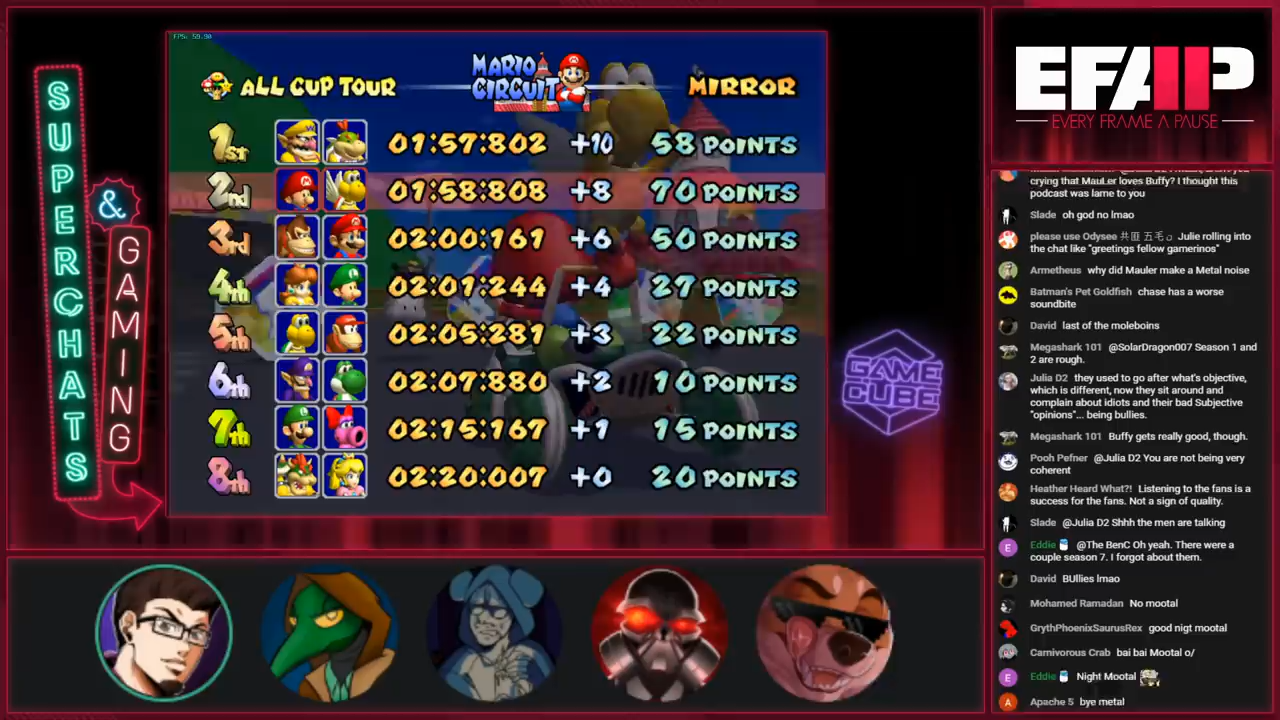 FPS: 59.90
ALL CUP TOUR
MARIO
CIRCUIT
MIRROR
1st 01:57:802 +10 58 POINTS
2nd 01:58:808 +8 70 POINTS
3rd 02:00:161 +6 50 POINTS
4th 02:01:244 +4 27 POINTS
5th 02:05:281 +3 22 POINTS
6th 02:07:880 +2 10 POINTS
7th 02:15:167 +1 15 POINTS
8th 02:20:007 +0 20 POINTS
SUPERCHATS
&
GAMING
GAME
CUBE
EFAP
EVERY FRAME A PAUSE
crying that MauLer loves Buffy? I thought this
podcast was lame to you
Slade oh god no lmao
please use Odysee 共匪 五毛 Julie rolling into
the chat like "greetings fellow gamerinos"
Armetheus why did Mauler make a Metal noise
Batman's Pet Goldfish chase has a worse
soundbite
David last of the moleboins
Megashark 101 @SolarDragon007 Season 1 and
2 are rough.
Julia D2 they used to go after what's objective,
which is different, now they sit around and
complain about idiots and their bad Subjective
"opinions"... being bullies.
Megashark 101 Buffy gets really good, though.
Pooh Pefner @Julia D2 You are not being very
coherent
Heather Heard What?! Listening to the fans is a
success for the fans. Not a sign of quality.
Slade @Julia D2 Shhh the men are talking
E Eddie @The BenC Oh yeah. There were a
couple season 7. I forgot about them.
David BUllies lmao
Mohamed Ramadan No mootal
GrythPhoenixSaurusRex good nigt mootal
Carnivorous Crab bai bai Mootal o/
E Eddie Night Mootal
A Apache 5 bye metal